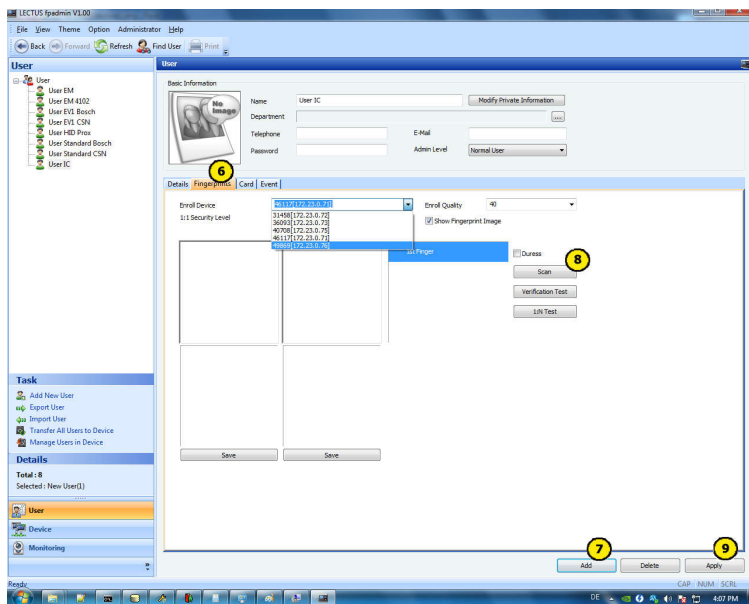 LECTUS fpadmin V1.00
File View Theme Option Administrator Help
Back Forward Refresh Find User Print
User
User
User EM
User EM 4102
User EV1 Bosch
User EV1 CSN
User HID Prox
User Standard Bosch
User Standard CSN
User IC
User
Basic Information
No Image
Name User IC Modify Private Information
Department ...
Telephone E-Mail
Password Admin Level Normal User
6
Details Fingerprints Card Event
Enroll Device 46117[172.23.0.71] Enroll Quality 40
1:1 Security Level Show Fingerprint Image
31458[172.23.0.72]
36093[172.23.0.73]
40708[172.23.0.75]
46117[172.23.0.71]
49869[172.23.0.76]
1st Finger
Duress
8
Scan
Verification Test
1:N Test
Save Save
Task
Add New User
Export User
Import User
Transfer All Users to Device
Manage Users in Device
Details
Total : 8
Selected : New User(1)
User
Device
Monitoring
7 9
Add Delete Apply
Ready CAP NUM SCRL
DE 4:07 PM